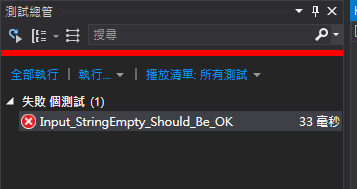 測試總管
搜尋
全部執行 | 執行... | 播放清單: 所有測試
失敗 個測試 (1)
Input_StringEmpty_Should_Be_OK 33 毫秒